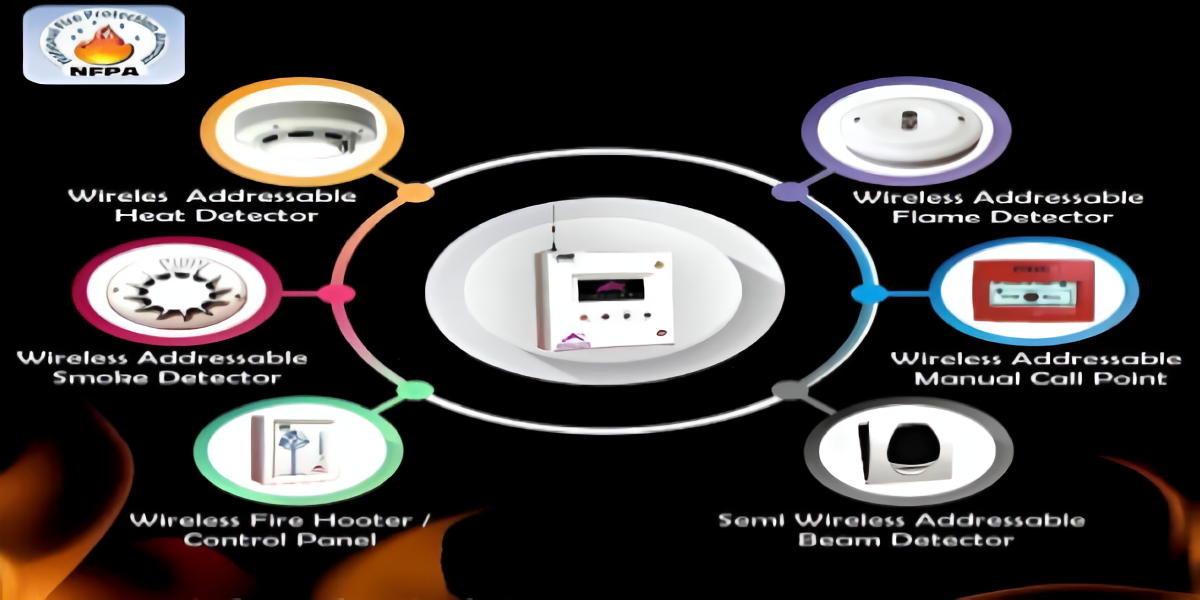 NFPA
Wireles Addressable
Heat Detector
Wireless Addressable
Flame Detector
Wireless Addressable
Smoke Detector
Wireless Addressable
Manual Call Point
Wireless Fire Hooter /
Control Panel
Semi Wireless Addressable
Beam Detector